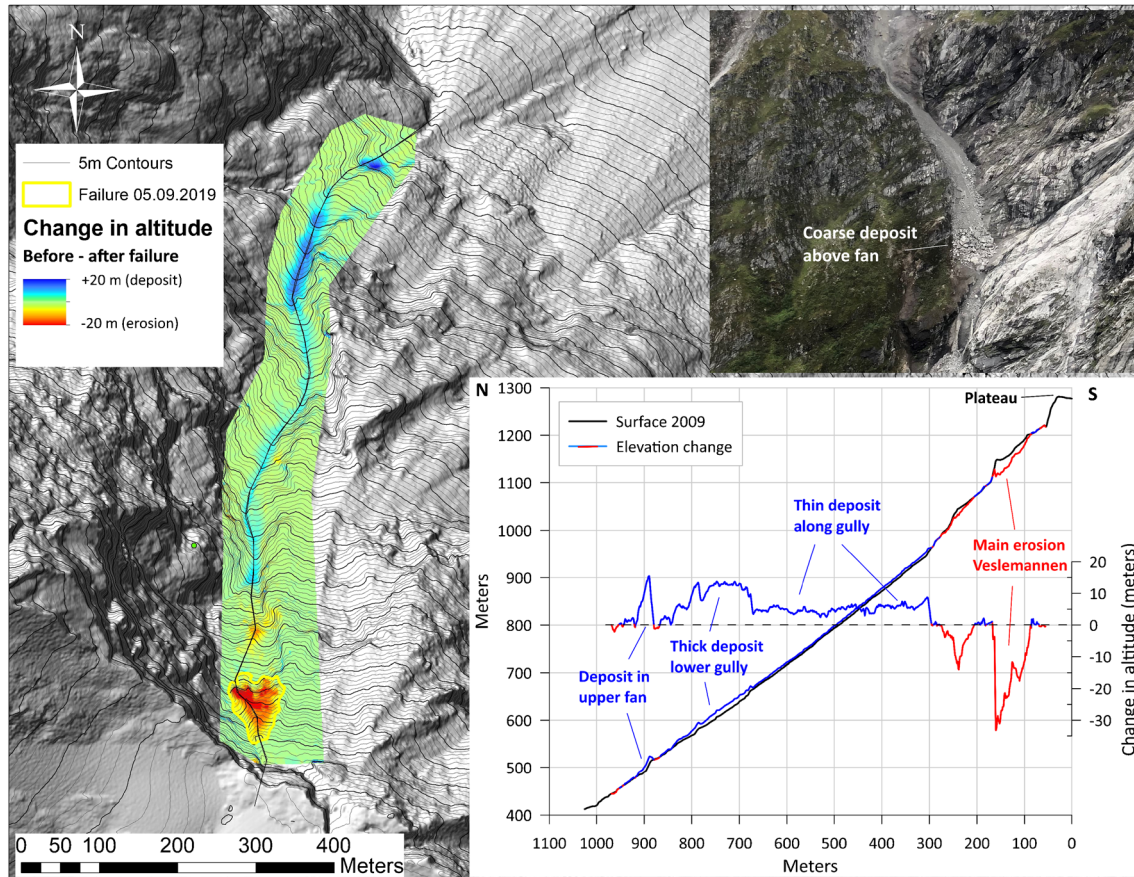 N
5m Contours
Failure 05.09.2019
Change in altitude
Before - after failure
+20 m (deposit)
-20 m (erosion)
0 25 50 100 200 300 400
Meters
Coarse deposit
above fan
N
S
Surface 2009
Elevation change
Plateau
Thin deposit
along gully
Main erosion
Veslemannen
Thick deposit
lower gully
Deposit in
upper fan
1300
1200
1100
1000
900
800
700
600
500
400
Meters
20
10
0
-10
-20
-30
Change in altitude (meters)
1100 1000 900 800 700 600 500 400 300 200 100 0
Meters